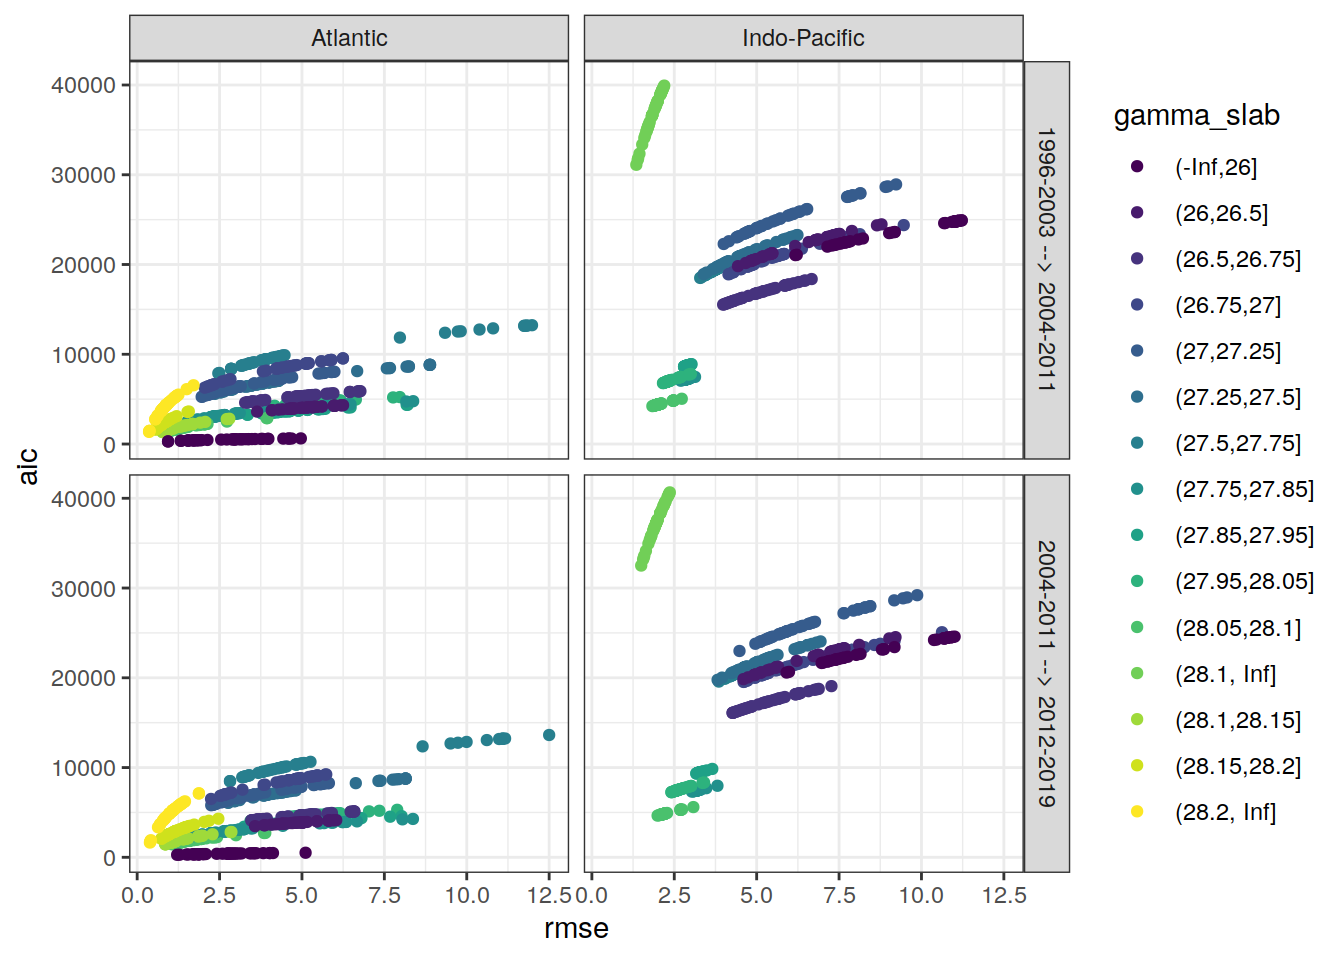 Atlantic
Indo-Pacific
40000
30000
20000
10000
0
1996-2003 --> 2004-2011
40000
30000
20000
10000
0
2004-2011 --> 2012-2019
0.0 2.5 5.0 7.5 10.0 12.5
0.0 2.5 5.0 7.5 10.0 12.5
rmse
aic
gamma_slab
(-Inf,26]
(26,26.5]
(26.5,26.75]
(26.75,27]
(27,27.25]
(27.25,27.5]
(27.5,27.75]
(27.75,27.85]
(27.85,27.95]
(27.95,28.05]
(28.05,28.1]
(28.1, Inf]
(28.1,28.15]
(28.15,28.2]
(28.2, Inf]